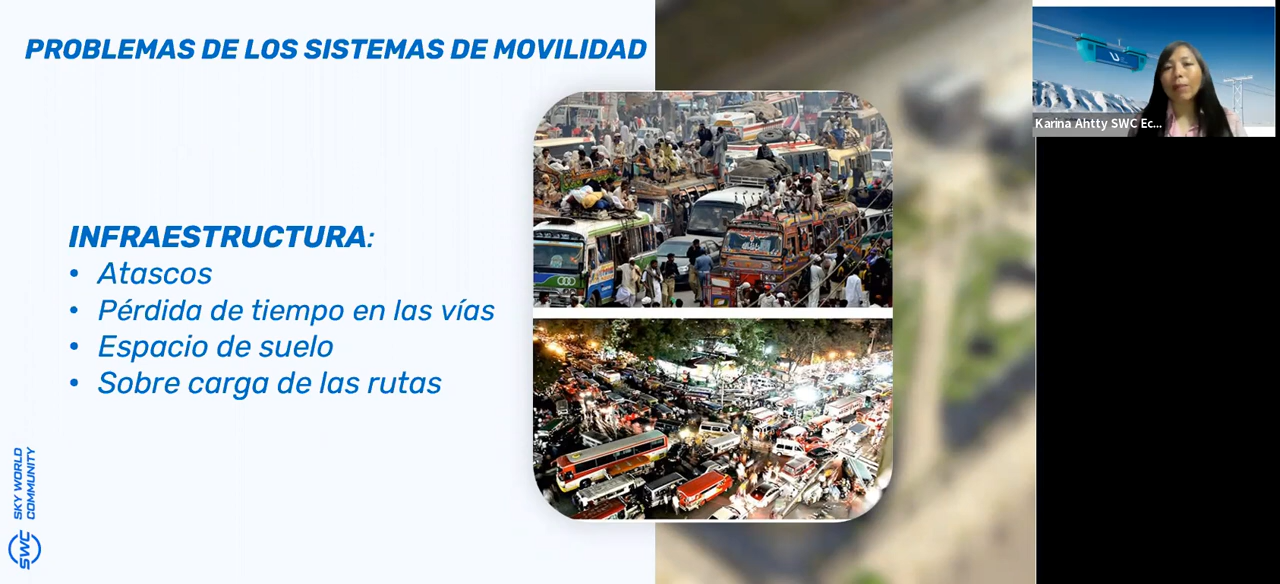 PROBLEMAS DE LOS SISTEMAS DE MOVILIDAD
Karina Ahtty SWC Ec...
INFRAESTRUCTURA:
• Atascos
• Pérdida de tiempo en las vías
• Espacio de suelo
• Sobre carga de las rutas
SKY WORLD
COMMUNITY
SWC